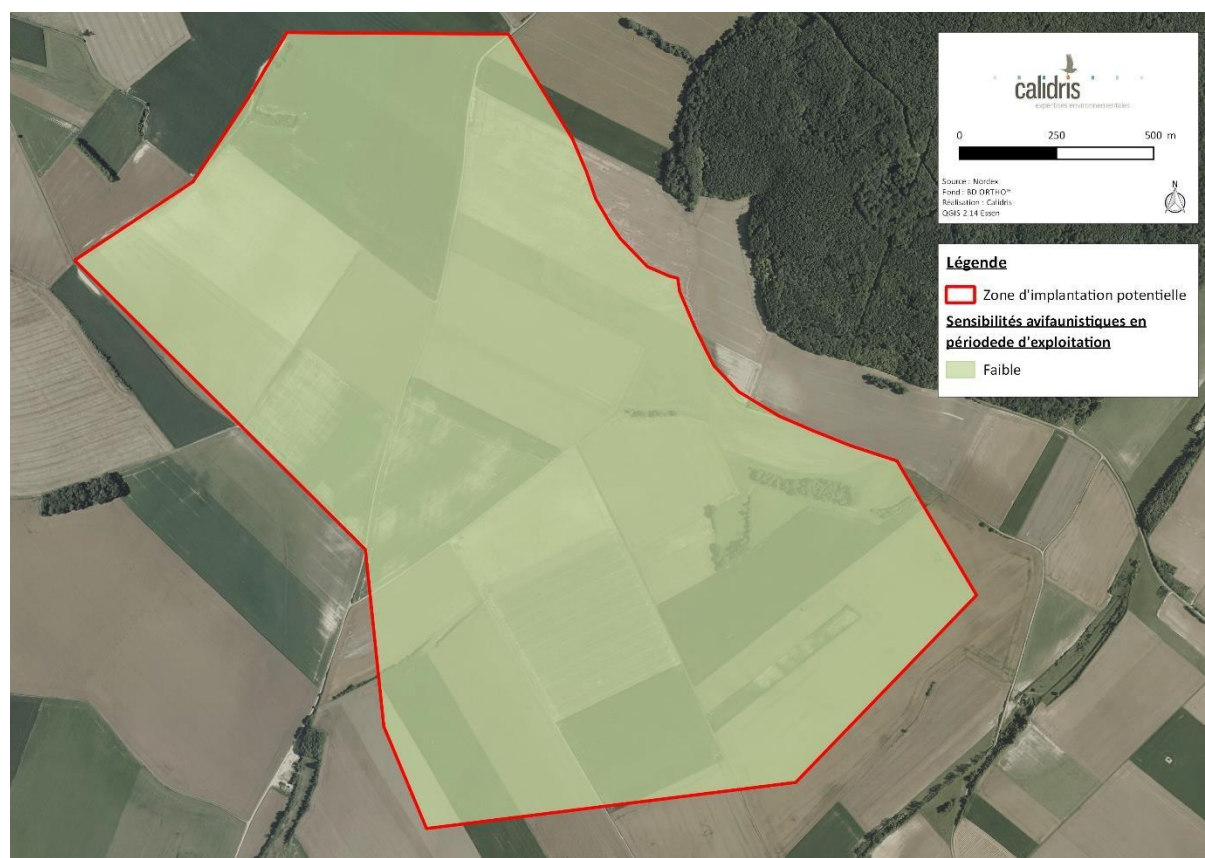 calidris
expertises environnementales
0 250 500 m
Source : Nordex
Fond : BD ORTHO®
Réalisation : Calidris
QGIS 2.14 Essen
N
Légende
Zone d'implantation potentielle
Sensibilités avifaunistiques en
périodede d'exploitation
Faible